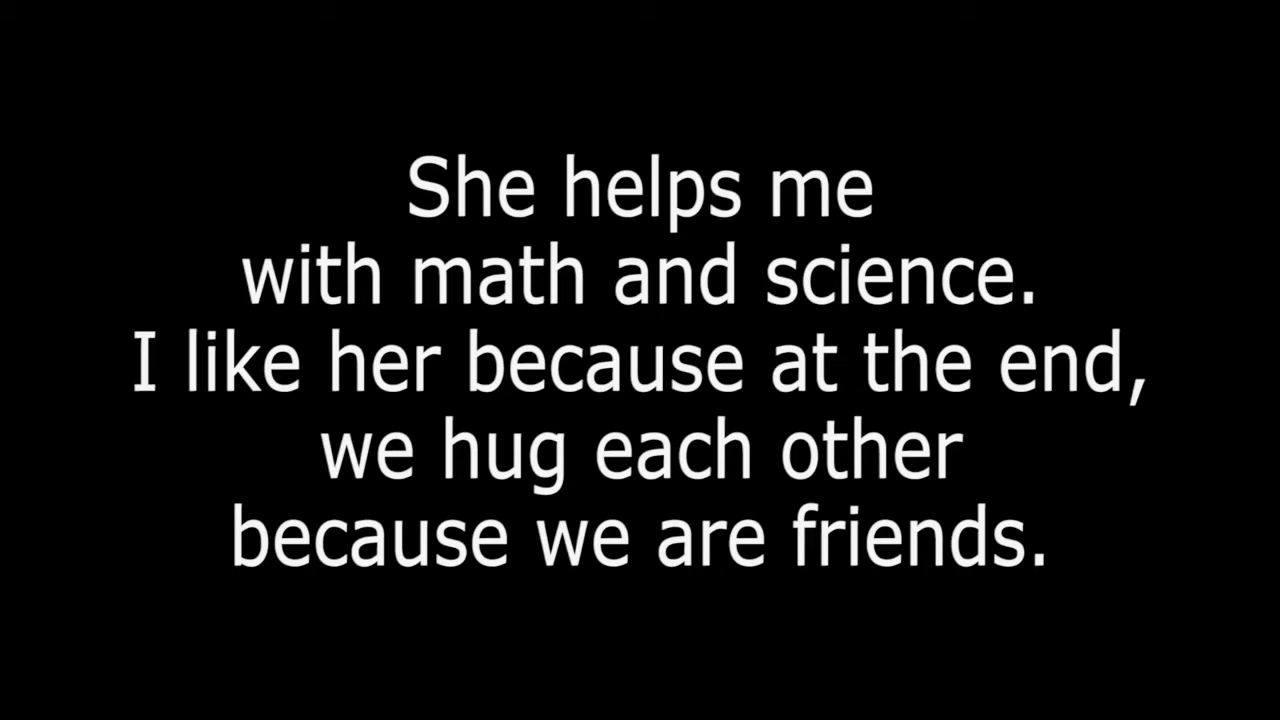 She helps me
with math and science.
I like her because at the end,
we hug each other
because we are friends.